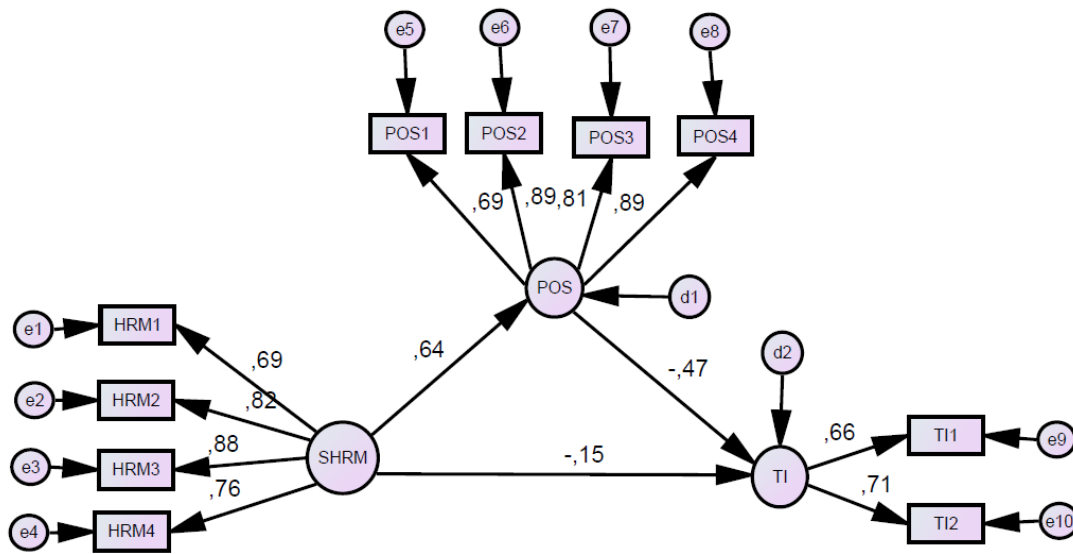 e5
e6
e7
e8
POS1
POS2
POS3
POS4
,69
,89
,81
,89
POS
d1
e1
HRM1
,69
,64
-,47
d2
e2
HRM2
,82
e3
HRM3
,88
SHRM
-,15
TI
,66
TI1
e9
e4
HRM4
,76
,71
TI2
e10